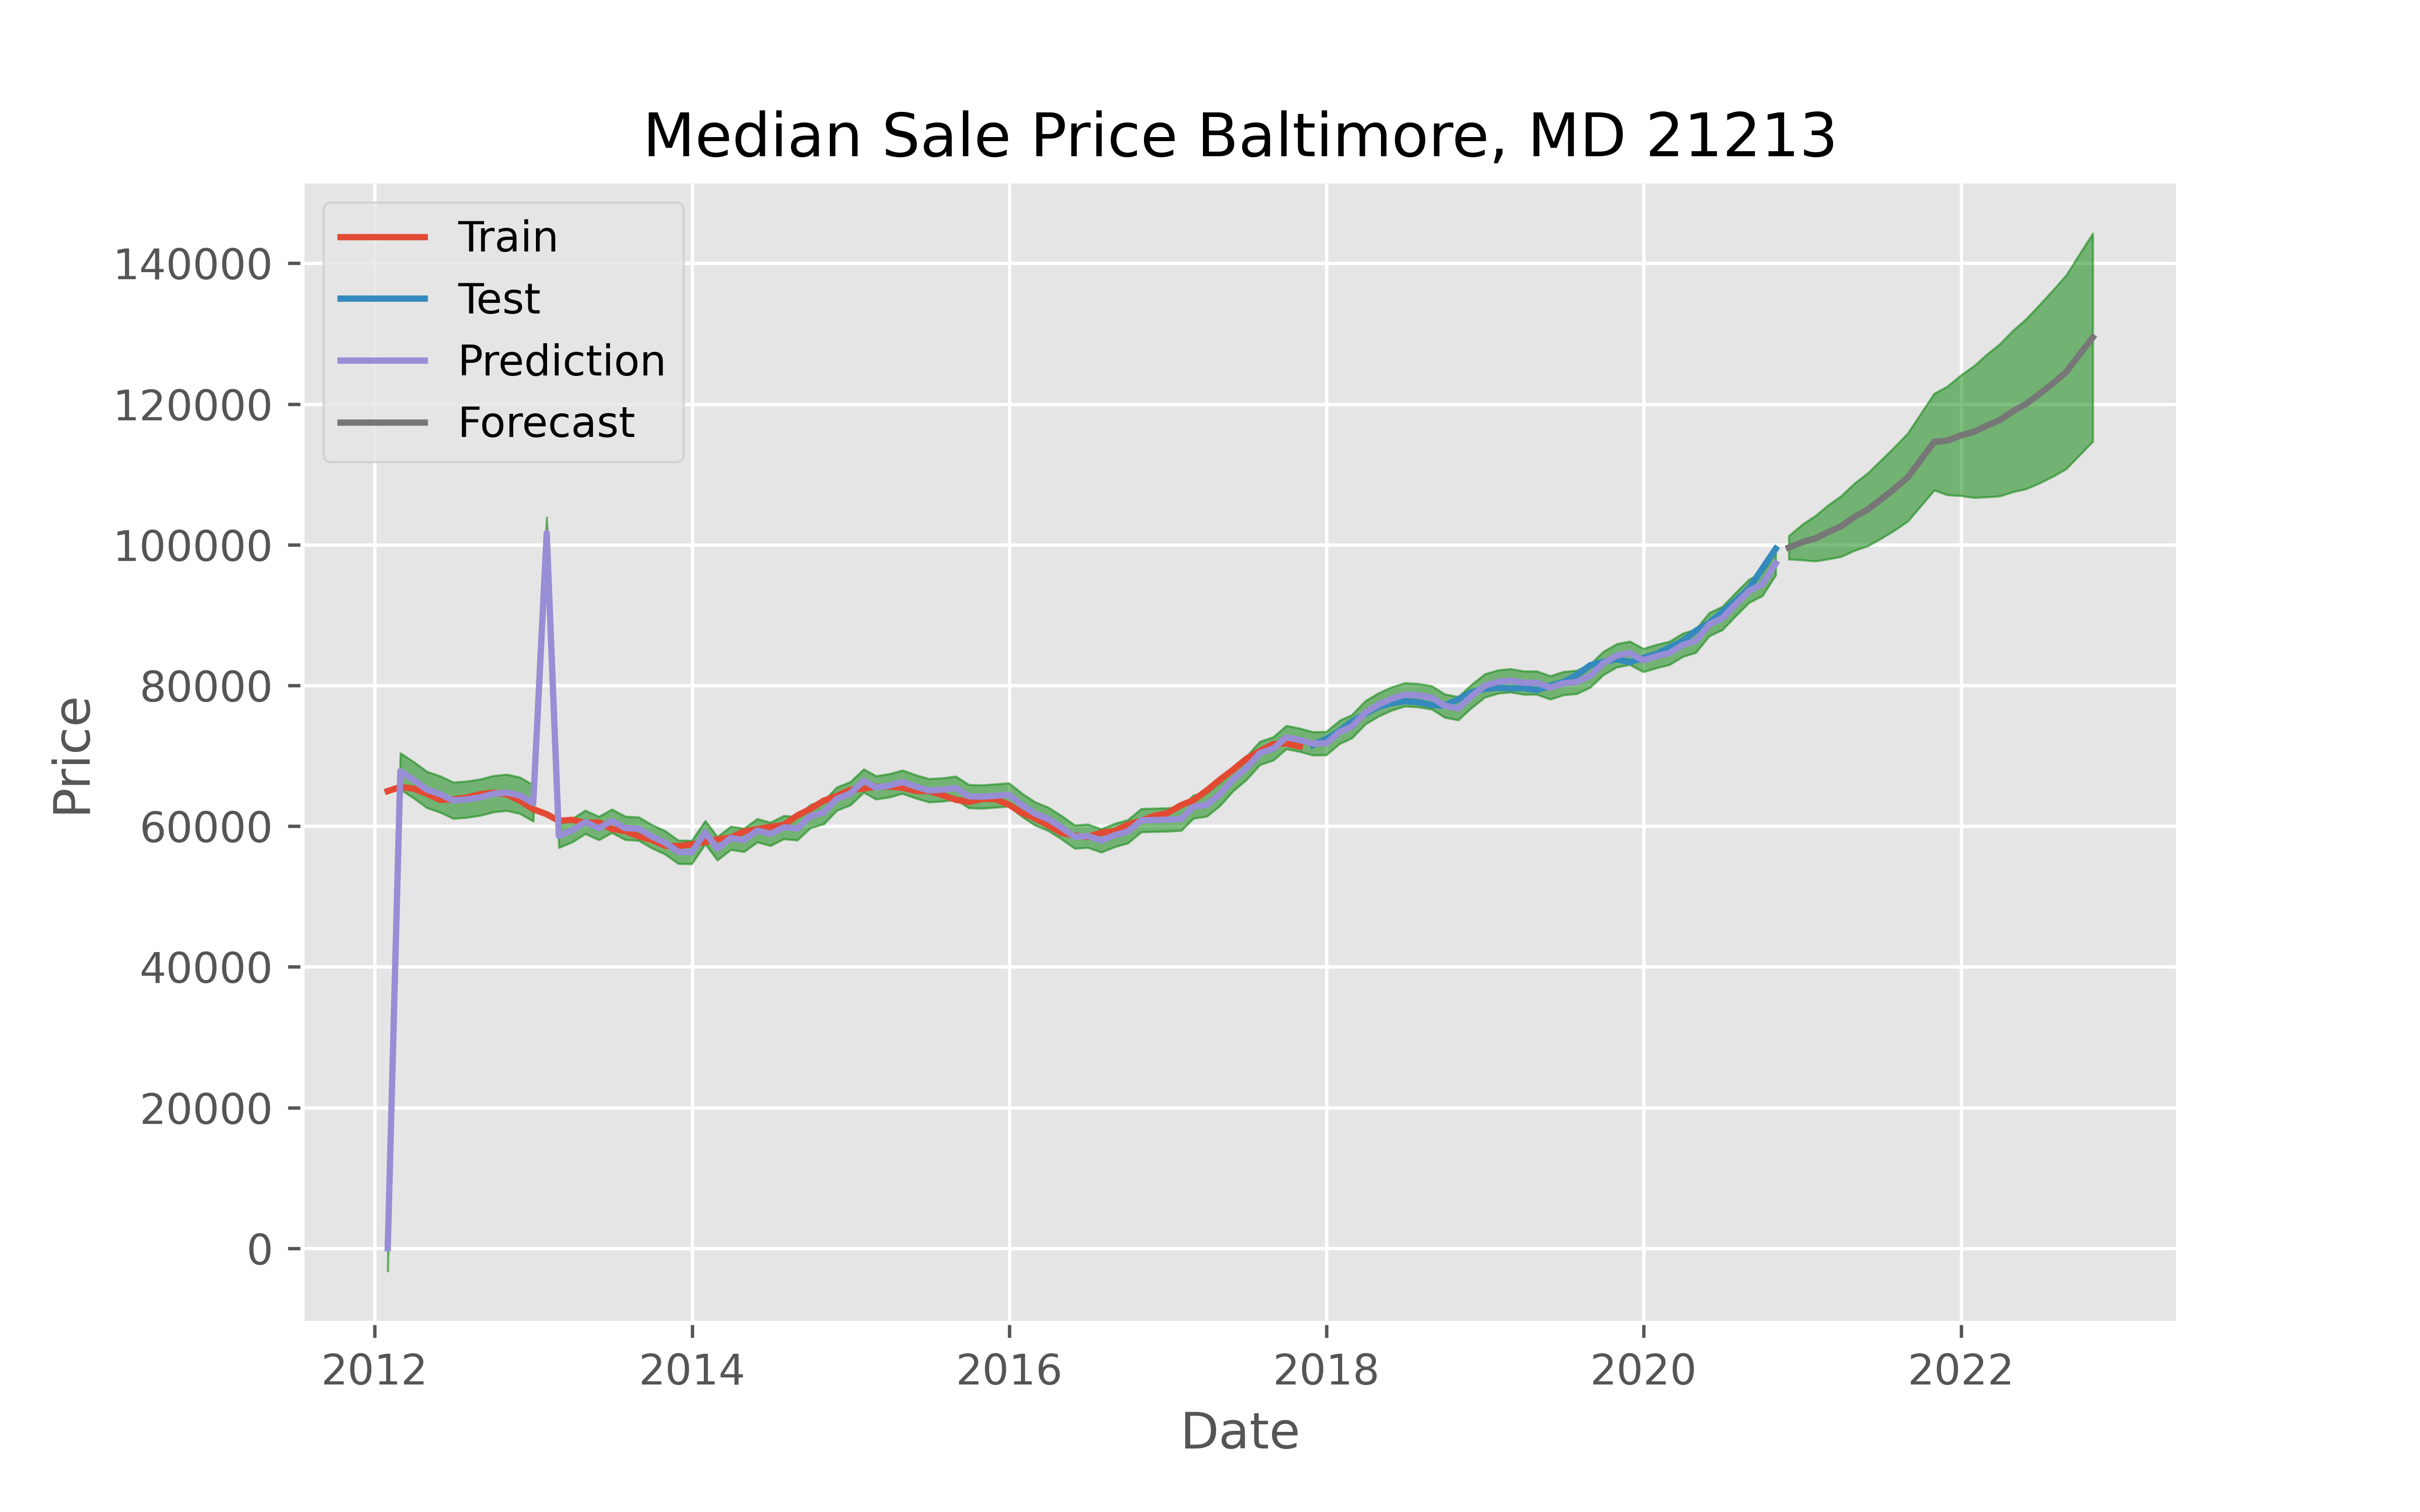 Median Sale Price Baltimore, MD 21213
Train
Test
Prediction
Forecast
140000
120000
100000
80000
60000
40000
20000
0
Price
2012 2014 2016 2018 2020 2022
Date